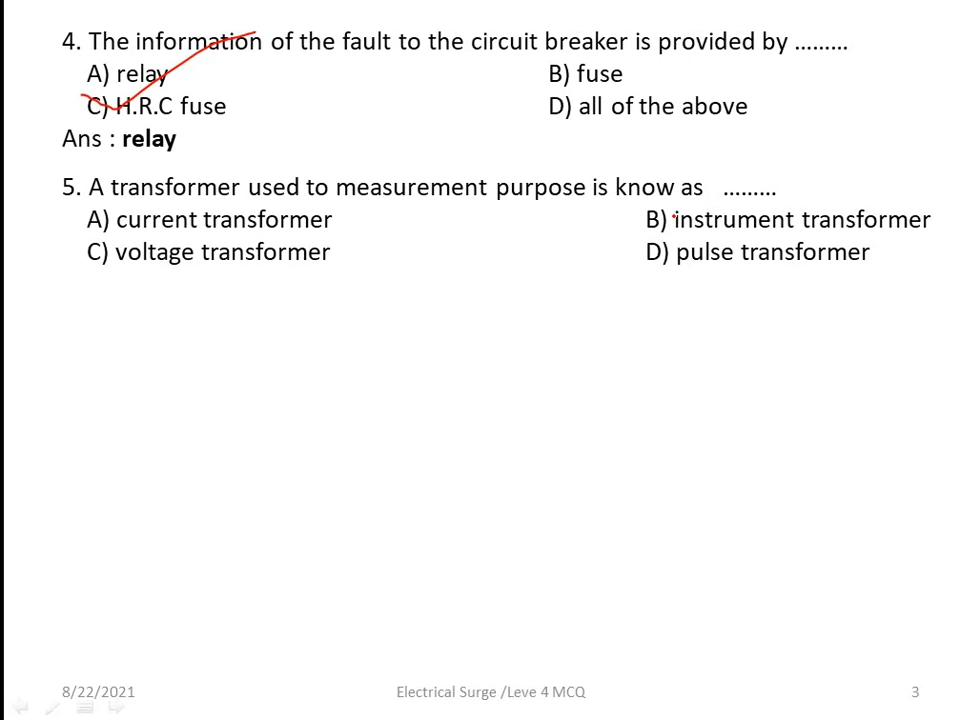 4. The information of the fault to the circuit breaker is provided by .........
A) relay B) fuse
C) H.R.C fuse D) all of the above
Ans : relay
5. A transformer used to measurement purpose is know as .........
A) current transformer B) instrument transformer
C) voltage transformer D) pulse transformer
8/22/2021 Electrical Surge /Leve 4 MCQ 3